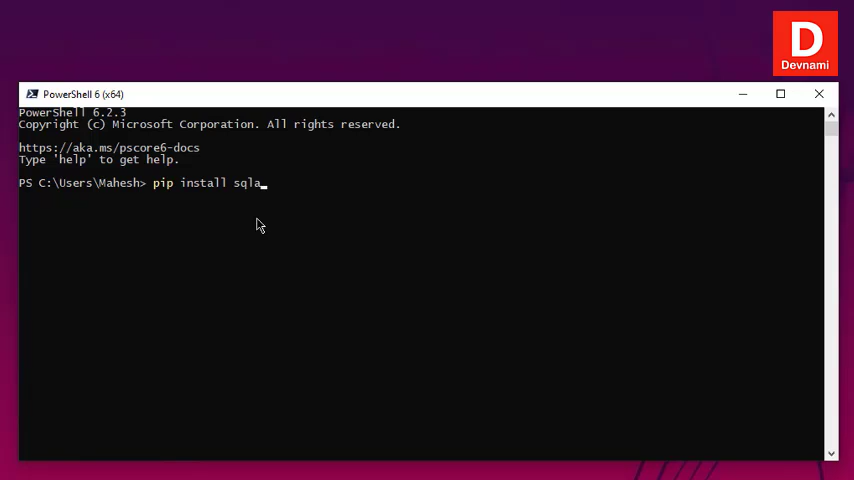 D
Devnami
PowerShell 6 (x64)
PowerShell 6.2.3
Copyright (c) Microsoft Corporation. All rights reserved.
https://aka.ms/pscore6-docs
Type 'help' to get help.
PS C:\Users\Mahesh> pip install sqla_